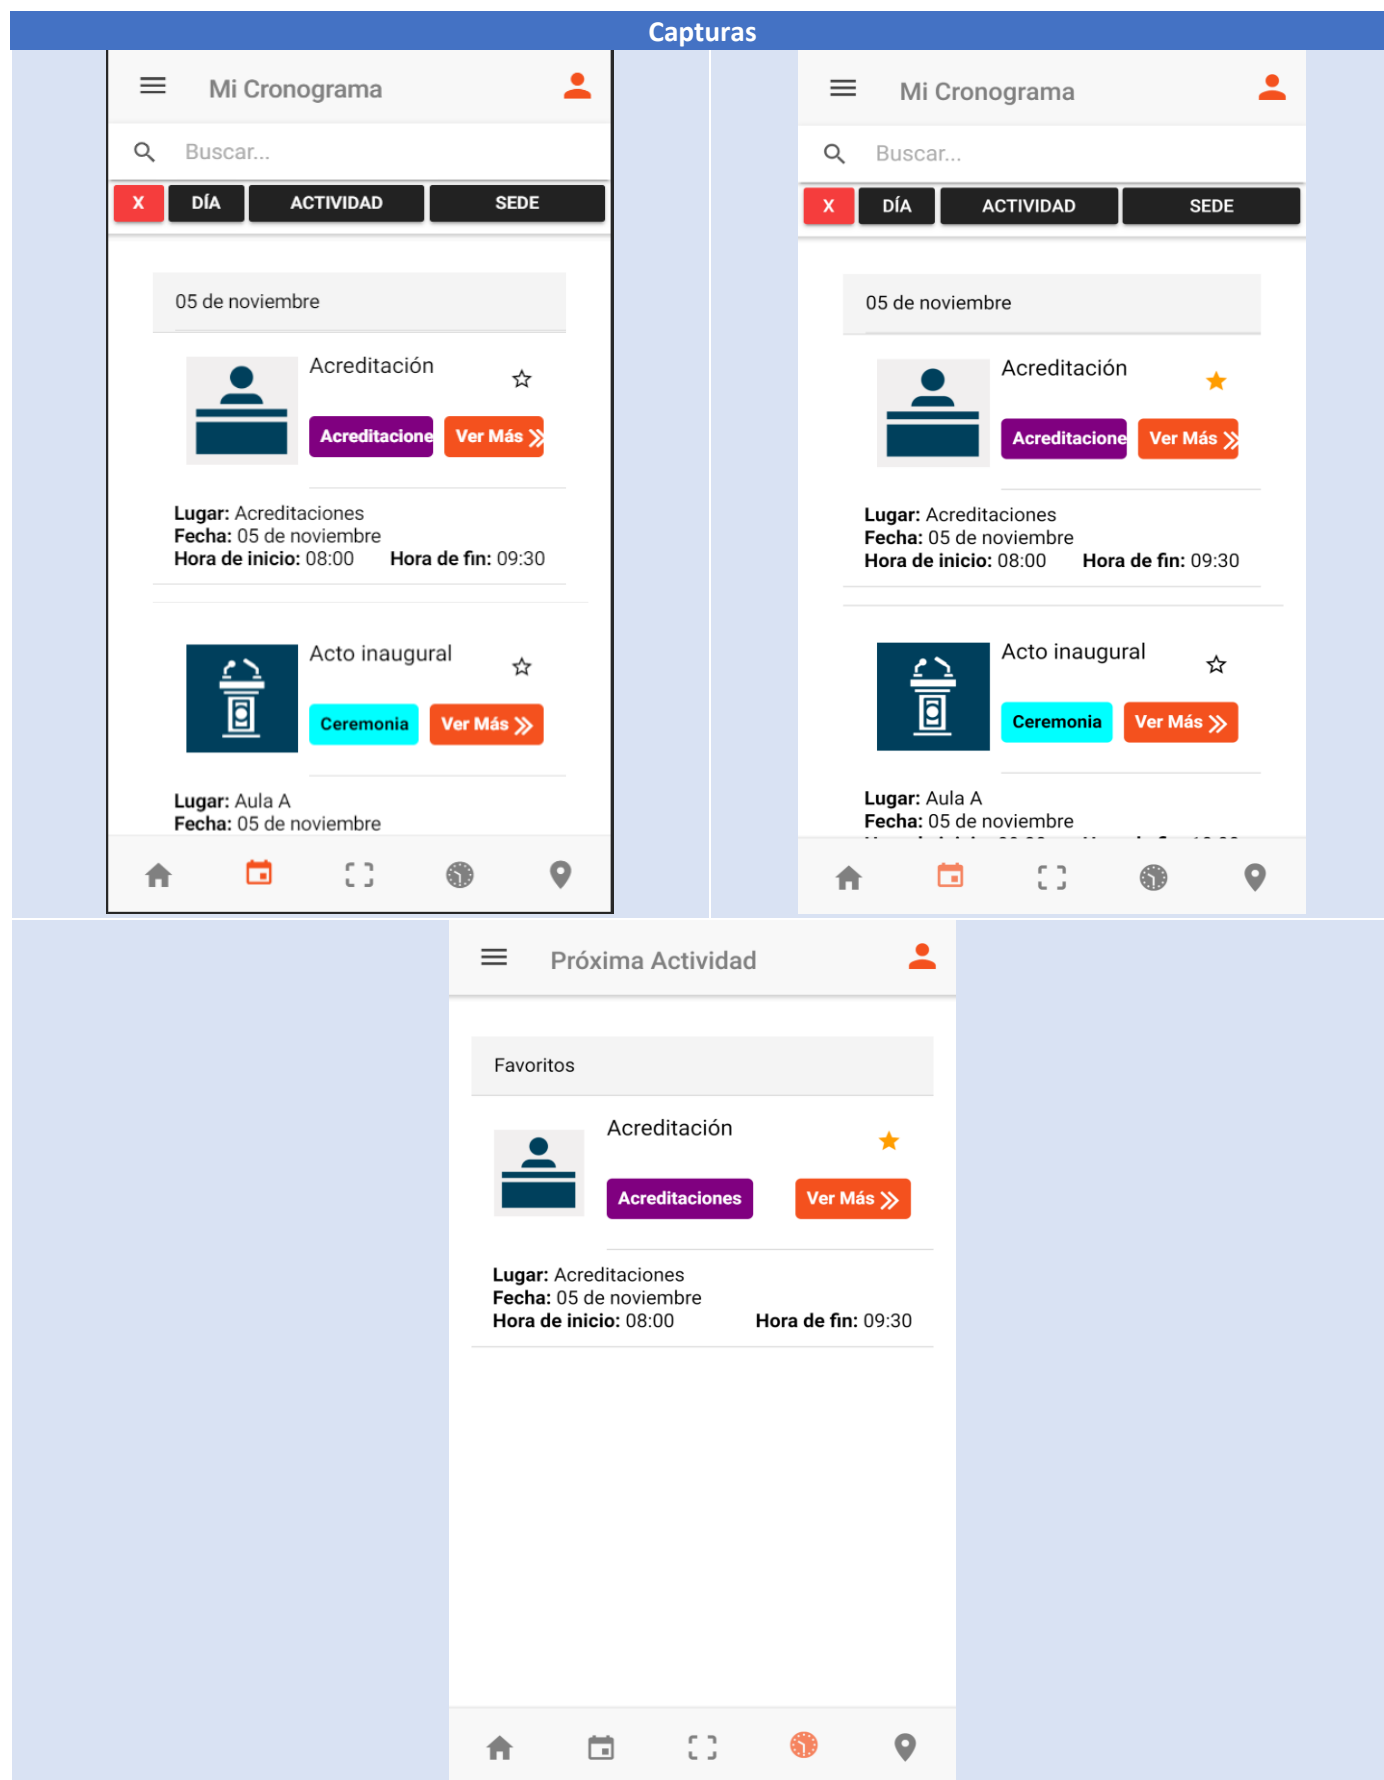 Capturas
Mi Cronograma
Buscar...
X DÍA ACTIVIDAD SEDE
05 de noviembre
Acreditación
Acreditacione Ver Más
Lugar: Acreditaciones
Fecha: 05 de noviembre
Hora de inicio: 08:00 Hora de fin: 09:30
Acto inaugural
Ceremonia Ver Más
Lugar: Aula A
Fecha: 05 de noviembre
Mi Cronograma
Buscar...
X DÍA ACTIVIDAD SEDE
05 de noviembre
Acreditación
Acreditacione Ver Más
Lugar: Acreditaciones
Fecha: 05 de noviembre
Hora de inicio: 08:00 Hora de fin: 09:30
Acto inaugural
Ceremonia Ver Más
Lugar: Aula A
Fecha: 05 de noviembre
Próxima Actividad
Favoritos
Acreditación
Acreditaciones Ver Más
Lugar: Acreditaciones
Fecha: 05 de noviembre
Hora de inicio: 08:00 Hora de fin: 09:30